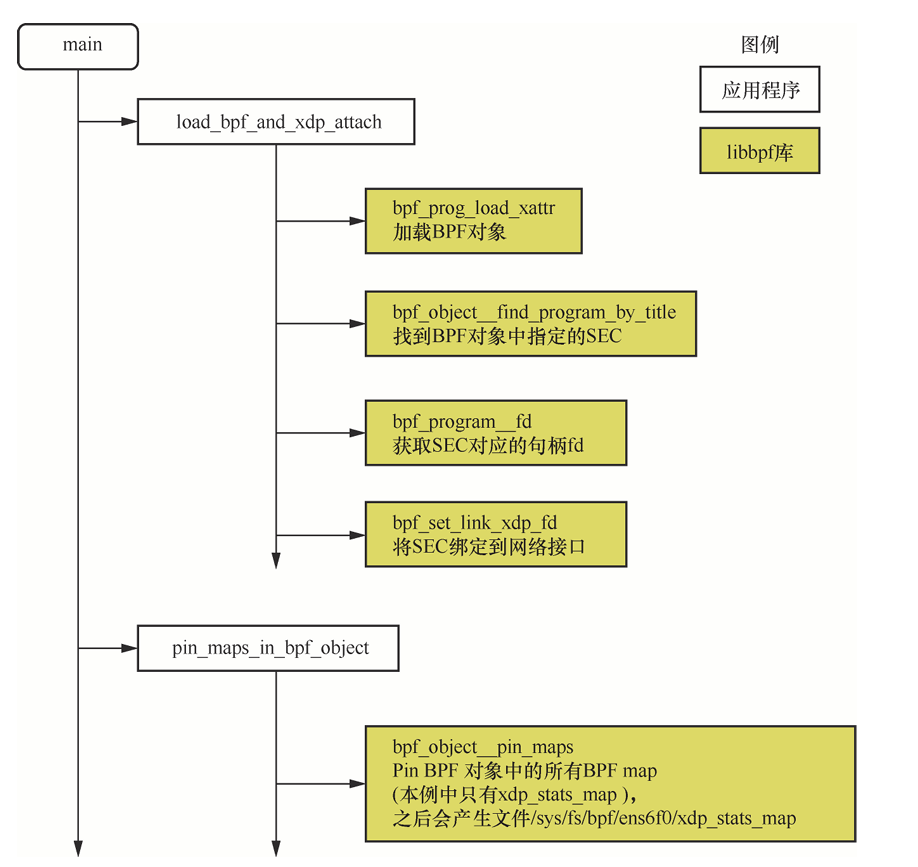 main
图例
应用程序
libbpf库
load_bpf_and_xdp_attach
bpf_prog_load_xattr
加载BPF对象
bpf_object__find_program_by_title
找到BPF对象中指定的SEC
bpf_program__fd
获取SEC对应的句柄fd
bpf_set_link_xdp_fd
将SEC绑定到网络接口
pin_maps_in_bpf_object
bpf_object__pin_maps
Pin BPF 对象中的所有BPF map
(本例中只有xdp_stats_map )，
之后会产生文件/sys/fs/bpf/ens6f0/xdp_stats_map